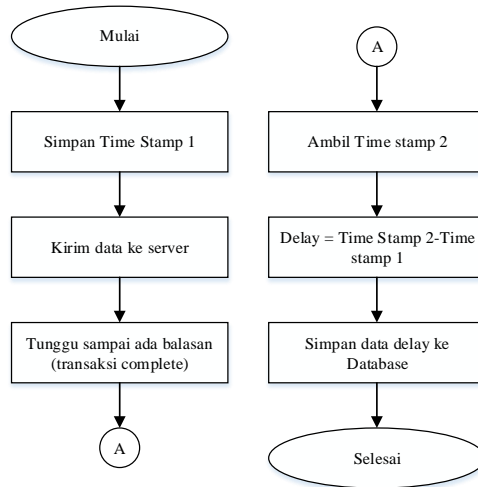 Mulai
Simpan Time Stamp 1
Kirim data ke server
Tunggu sampai ada balasan
(transaksi complete)
A
A
Ambil Time stamp 2
Delay = Time Stamp 2-Time
stamp 1
Simpan data delay ke
Database
Selesai